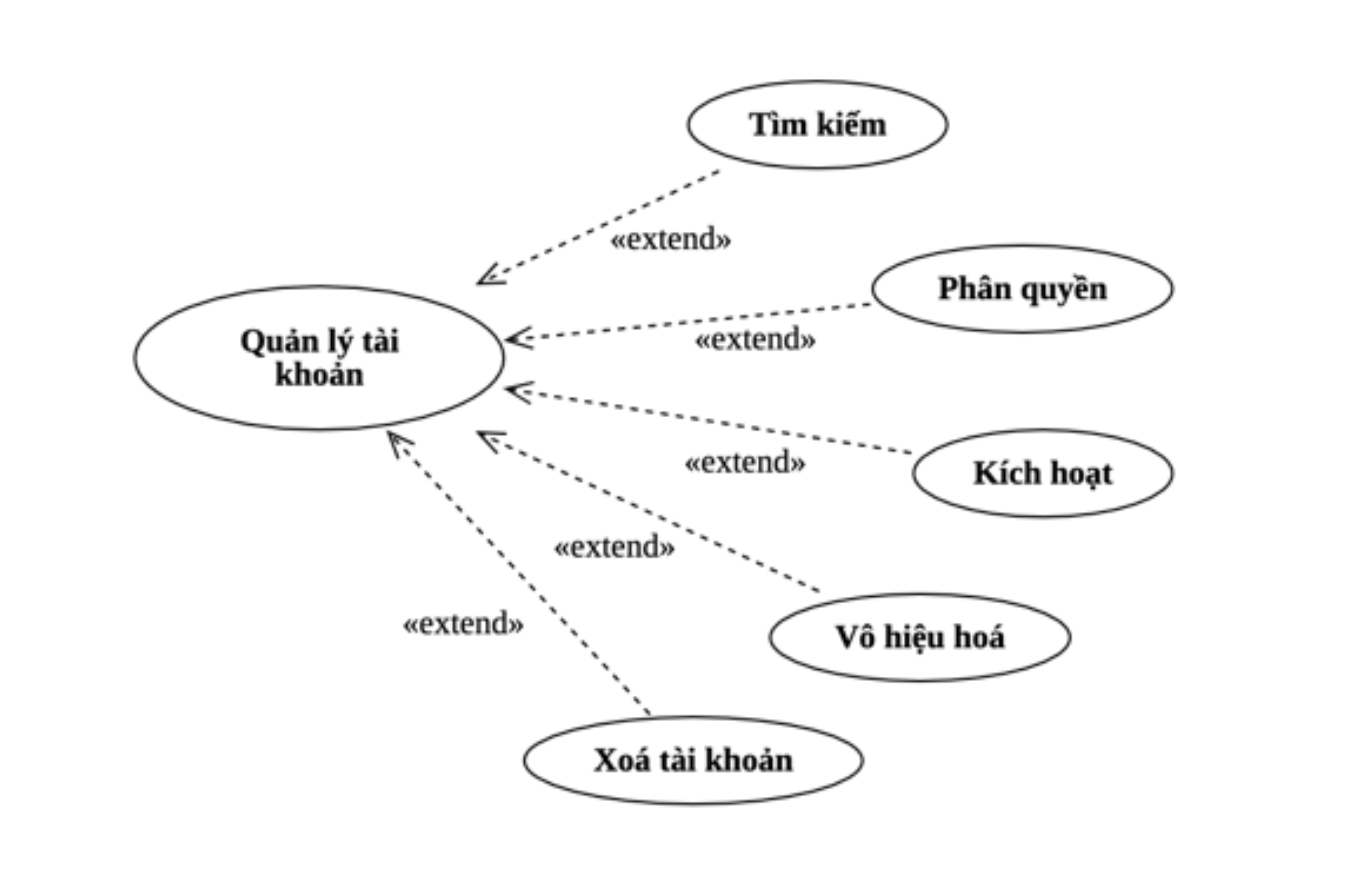 Tìm kiếm
«extend»
Phân quyền
«extend»
Quản lý tài
khoản
«extend»
Kích hoạt
«extend»
«extend»
Vô hiệu hoá
Xoá tài khoản